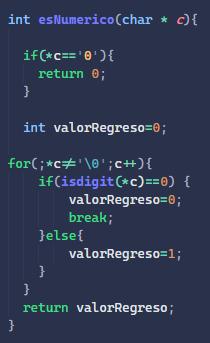 int esNumerico(char * c){
if(*c=='0'){
return 0;
}
int valorRegreso=0;
for(;*c≠'\0';c++){
if(isdigit(*c)==0) {
valorRegreso=0;
break;
}else{
valorRegreso=1;
}
}
return valorRegreso;
}